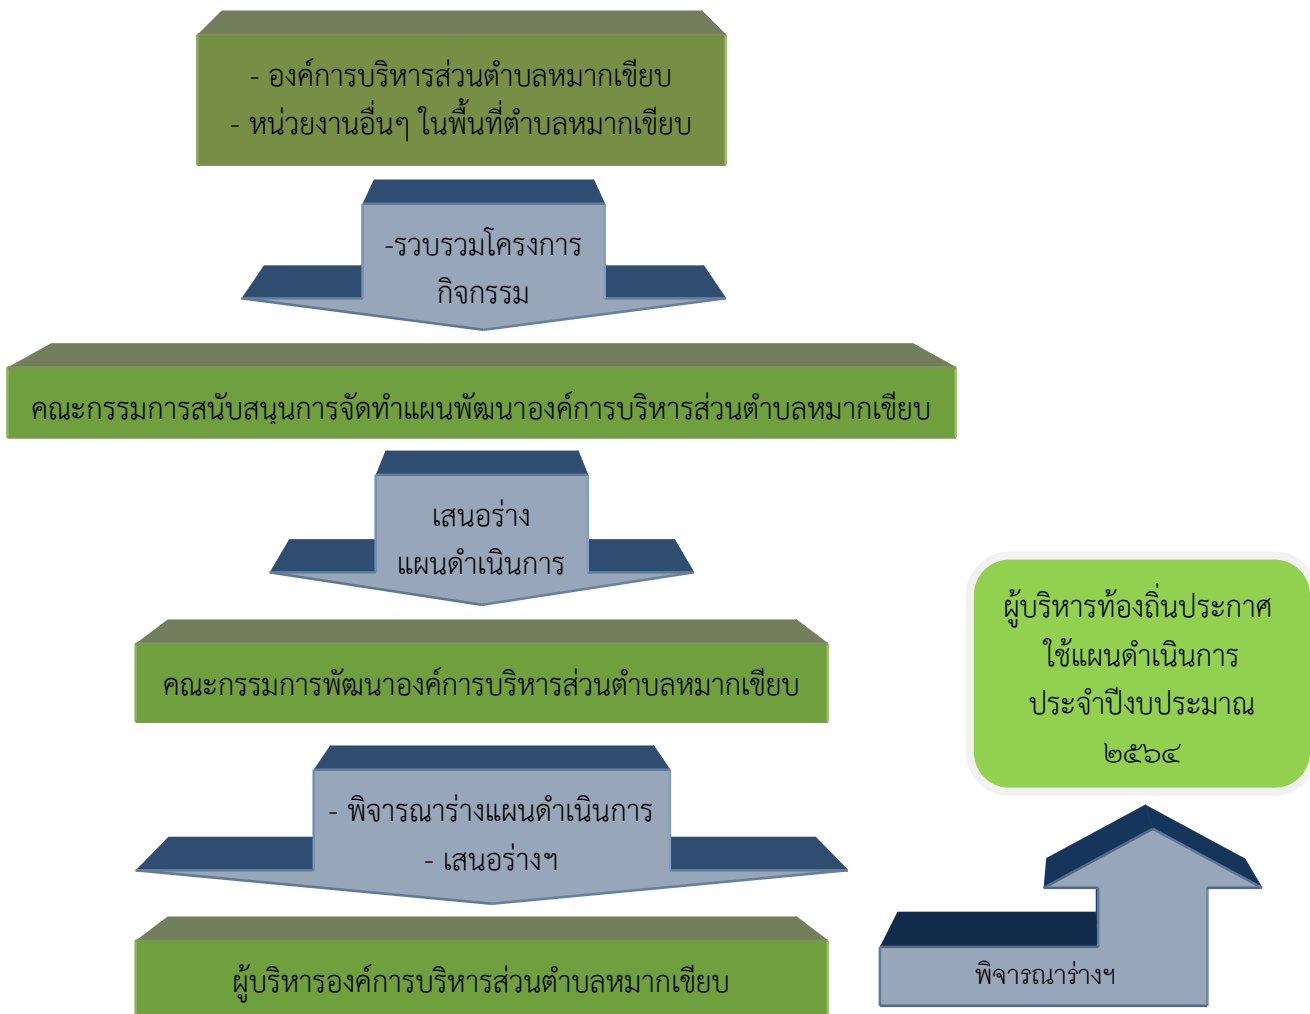 - องค์การบริหารส่วนตำบลหมากเขียบ
- หน่วยงานอื่นๆ ในพื้นที่ตำบลหมากเขียบ
-รวบรวมโครงการ
กิจกรรม
คณะกรรมการสนับสนุนการจัดทำแผนพัฒนาองค์การบริหารส่วนตำบลหมากเขียบ
เสนอร่าง
แผนดำเนินการ
คณะกรรมการพัฒนาองค์การบริหารส่วนตำบลหมากเขียบ
- พิจารณาร่างแผนดำเนินการ
- เสนอร่างฯ
ผู้บริหารองค์การบริหารส่วนตำบลหมากเขียบ
พิจารณาร่างฯ
ผู้บริหารท้องถิ่นประกาศ
ใช้แผนดำเนินการ
ประจำปีงบประมาณ
๒๕๖๔